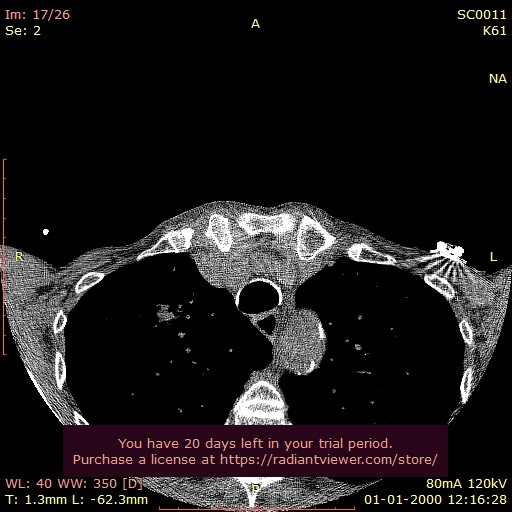 Im: 17/26
Se: 2
A
SC0011
K61
NA
R
L
You have 20 days left in your trial period.
Purchase a license at https://radiantviewer.com/store/
P
WL: 40 WW: 350 [D]
T: 1.3mm L: -62.3mm
80mA 120kV
01-01-2000 12:16:28